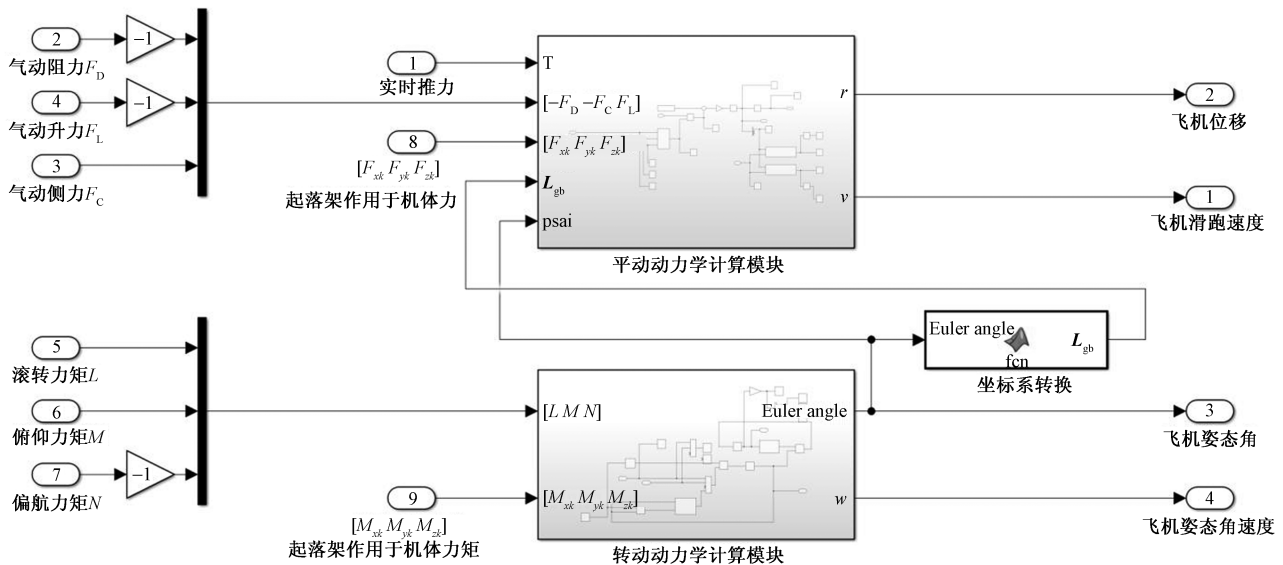 2
-1
气动阻力F_D
4
-1
气动升力F_L
3
气动侧力F_C
1
实时推力
8
[F_xk F_yk F_zk]
起落架作用于机体力
T
[-F_D -F_C F_L]
[F_xk F_yk F_zk]
L_gb
psai
r
v
平动动力学计算模块
2
飞机位移
1
飞机滑跑速度
Euler angle
L_gb
fcn
坐标系转换
5
滚转力矩L
6
俯仰力矩M
7
-1
偏航力矩N
9
[M_xk M_yk M_zk]
起落架作用于机体力矩
[L M N]
Euler angle
[M_xk M_yk M_zk]
w
转动动力学计算模块
3
飞机姿态角
4
飞机姿态角速度